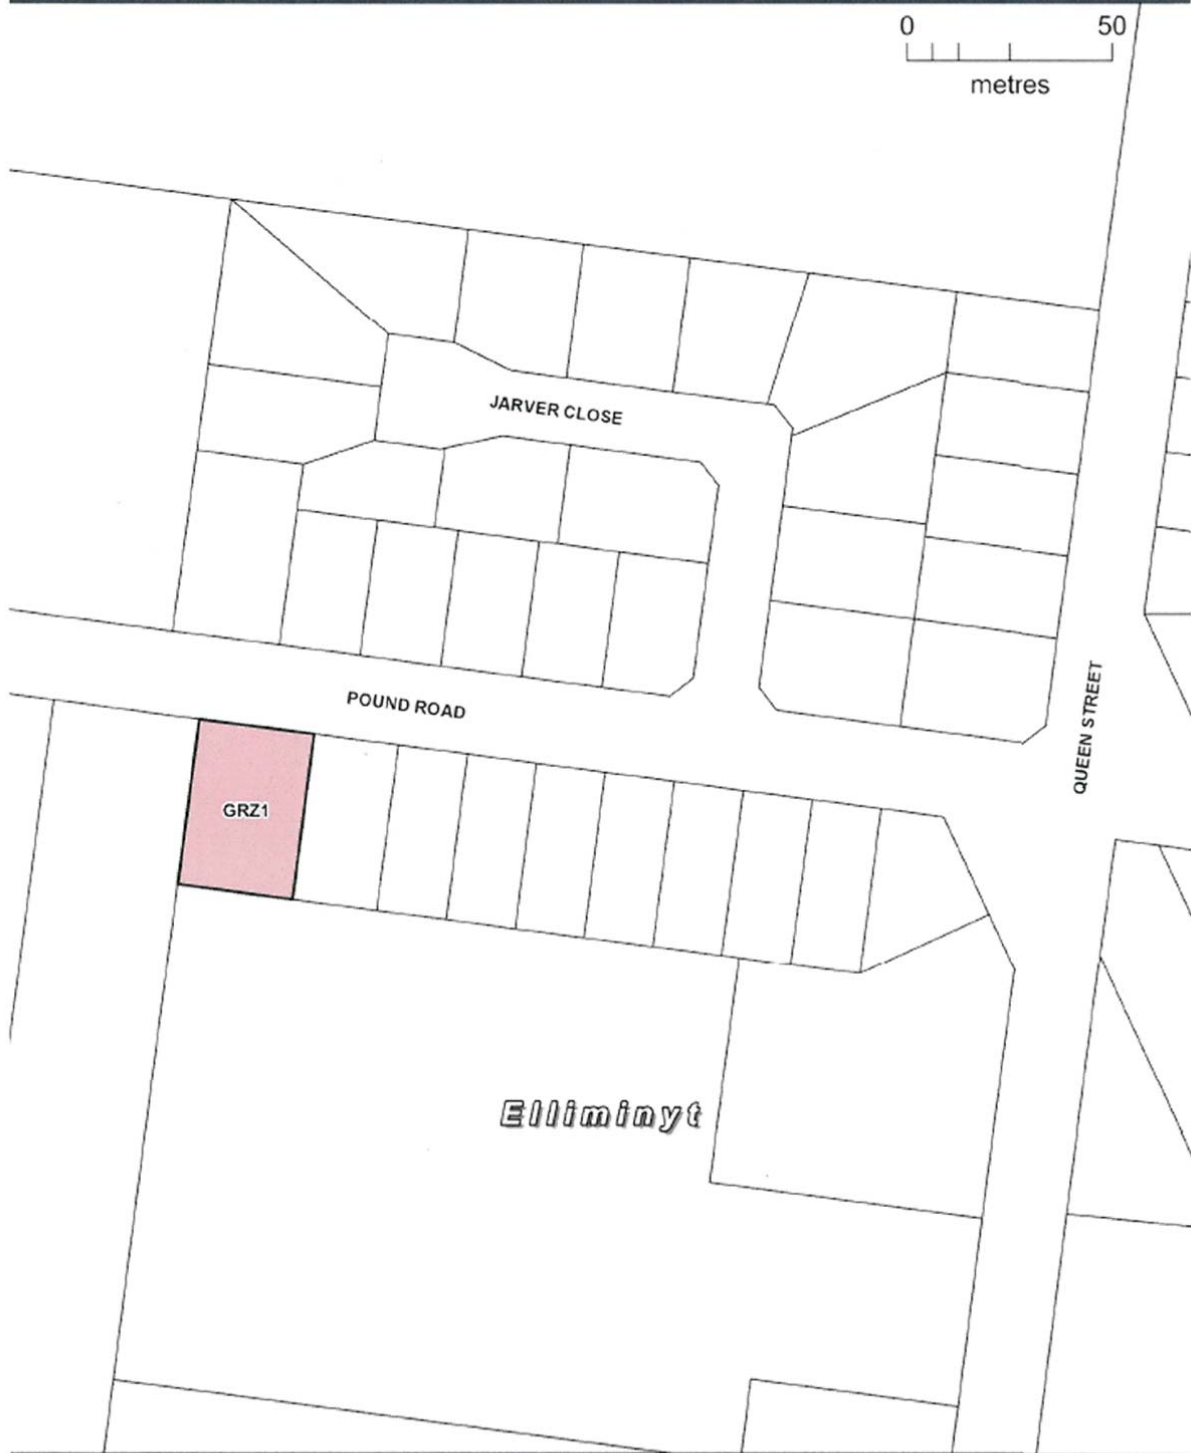 0 50
metres
JARVER CLOSE
POUND ROAD
QUEEN STREET
GRZ1
Elliminyt